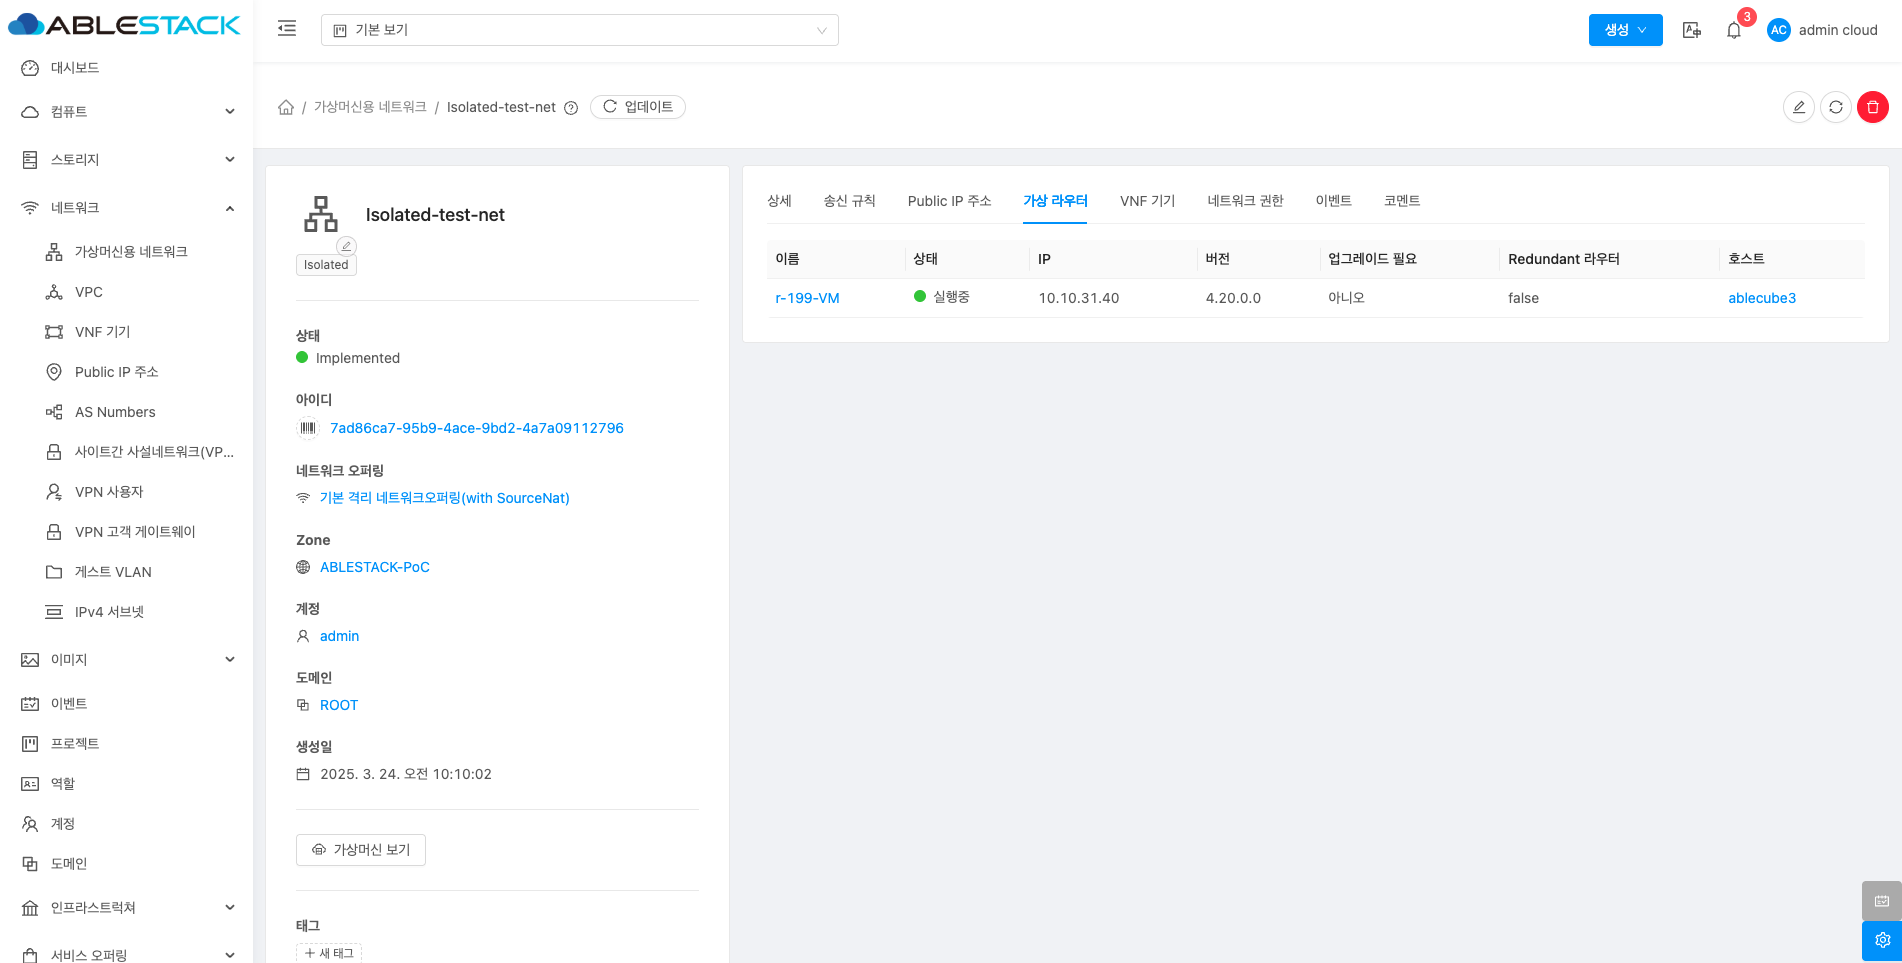 ABLESTACK
기본 보기
생성
3
AC
admin cloud
대시보드
컴퓨트
스토리지
네트워크
가상머신용 네트워크
VPC
VNF 기기
Public IP 주소
AS Numbers
사이트간 사설네트워크(VP...
VPN 사용자
VPN 고객 게이트웨이
게스트 VLAN
IPv4 서브넷
이미지
이벤트
프로젝트
역할
계정
도메인
인프라스트럭쳐
서비스 오퍼링
/ 가상머신용 네트워크 / Isolated-test-net
업데이트
Isolated-test-net
Isolated
상태
Implemented
아이디
7ad86ca7-95b9-4ace-9bd2-4a7a09112796
네트워크 오퍼링
기본 격리 네트워크오퍼링(with SourceNat)
Zone
ABLESTACK-PoC
계정
admin
도메인
ROOT
생성일
2025. 3. 24. 오전 10:10:02
가상머신 보기
태그
+ 새 태그
상세 송신 규칙 Public IP 주소 가상 라우터 VNF 기기 네트워크 권한 이벤트 코멘트
이름 상태 IP 버전 업그레이드 필요 Redundant 라우터 호스트
r-199-VM 실행중 10.10.31.40 4.20.0.0 아니오 false ablecube3